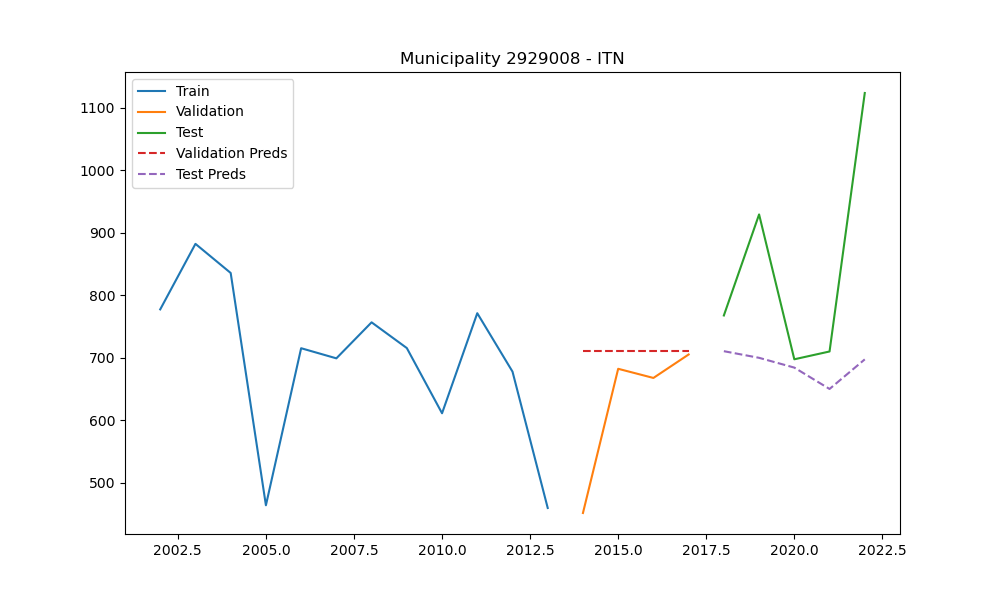 Municipality 2929008 - ITN
Train
Validation
Test
Validation Preds
Test Preds
1100
1000
900
800
700
600
500
2002.5 2005.0 2007.5 2010.0 2012.5 2015.0 2017.5 2020.0 2022.5